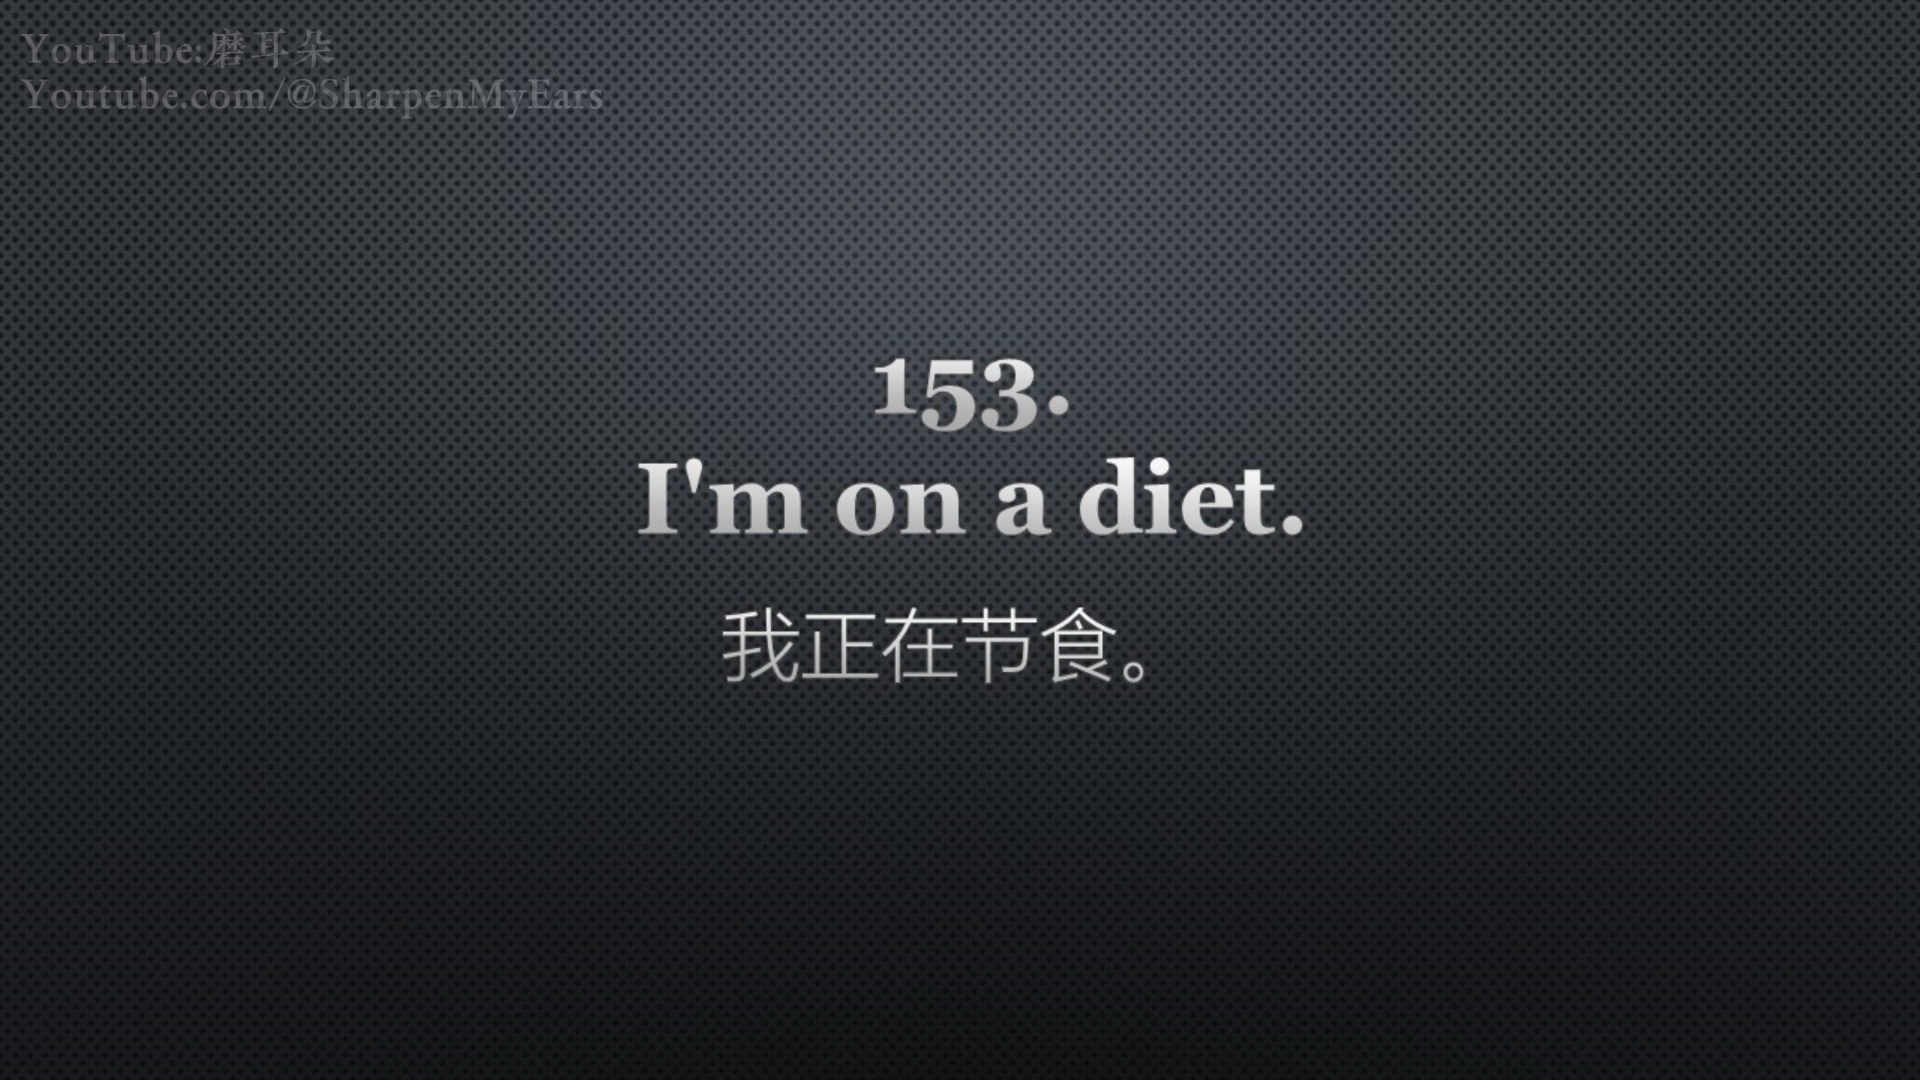 YouTube:磨耳朵
Youtube.com/@SharpenMyEars
153.
I'm on a diet.
我正在节食。